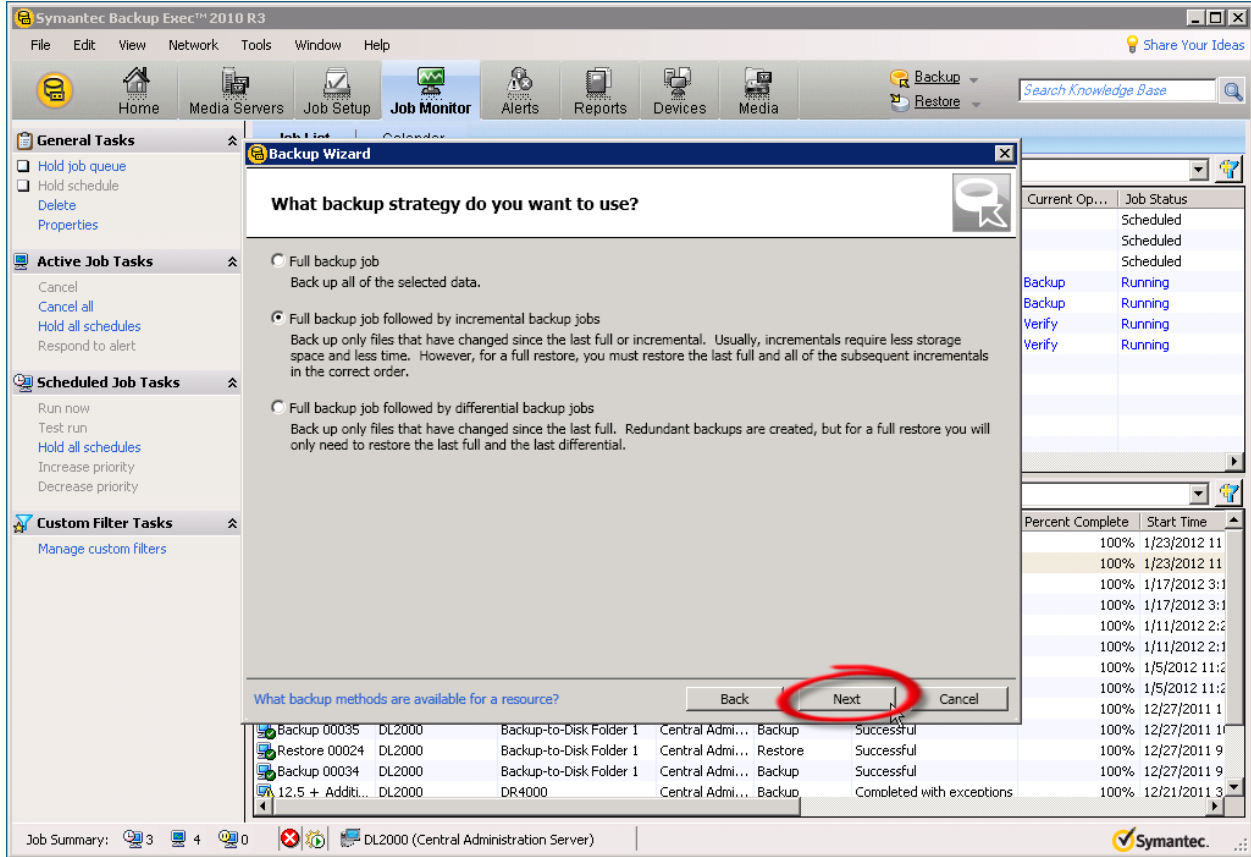 Symantec Backup Exec™ 2010 R3
File Edit View Network Tools Window Help
Share Your Ideas
Home Media Servers Job Setup Job Monitor Alerts Reports Devices Media
Backup
Restore
Search Knowledge Base
General Tasks
Hold job queue
Hold schedule
Delete
Properties
Active Job Tasks
Cancel
Cancel all
Hold all schedules
Respond to alert
Scheduled Job Tasks
Run now
Test run
Hold all schedules
Increase priority
Decrease priority
Custom Filter Tasks
Manage custom filters
Job List Calendar
Backup Wizard
What backup strategy do you want to use?
Full backup job
Back up all of the selected data.
Full backup job followed by incremental backup jobs
Back up only files that have changed since the last full or incremental. Usually, incrementals require less storage
space and less time. However, for a full restore, you must restore the last full and all of the subsequent incrementals
in the correct order.
Full backup job followed by differential backup jobs
Back up only files that have changed since the last full. Redundant backups are created, but for a full restore you will
only need to restore the last full and the last differential.
What backup methods are available for a resource?
Back Next Cancel
Current Op... Job Status
Scheduled
Scheduled
Scheduled
Backup Running
Backup Running
Verify Running
Verify Running
Percent Complete Start Time
100% 1/23/2012 11
100% 1/23/2012 11
100% 1/17/2012 3:1
100% 1/17/2012 3:1
100% 1/11/2012 2:2
100% 1/11/2012 2:1
100% 1/5/2012 11:2
100% 1/5/2012 11:2
100% 12/27/2011 1
Backup 00035 DL2000 Backup-to-Disk Folder 1 Central Admi... Backup Successful 100% 12/27/2011 10
Restore 00024 DL2000 Backup-to-Disk Folder 1 Central Admi... Restore Successful 100% 12/27/2011 9
Backup 00034 DL2000 Backup-to-Disk Folder 1 Central Admi... Backup Successful 100% 12/27/2011 9
12.5 + Additi... DL2000 DR4000 Central Admi... Backup Completed with exceptions 100% 12/21/2011 3
Job Summary: 3 4 0 DL2000 (Central Administration Server)
Symantec.